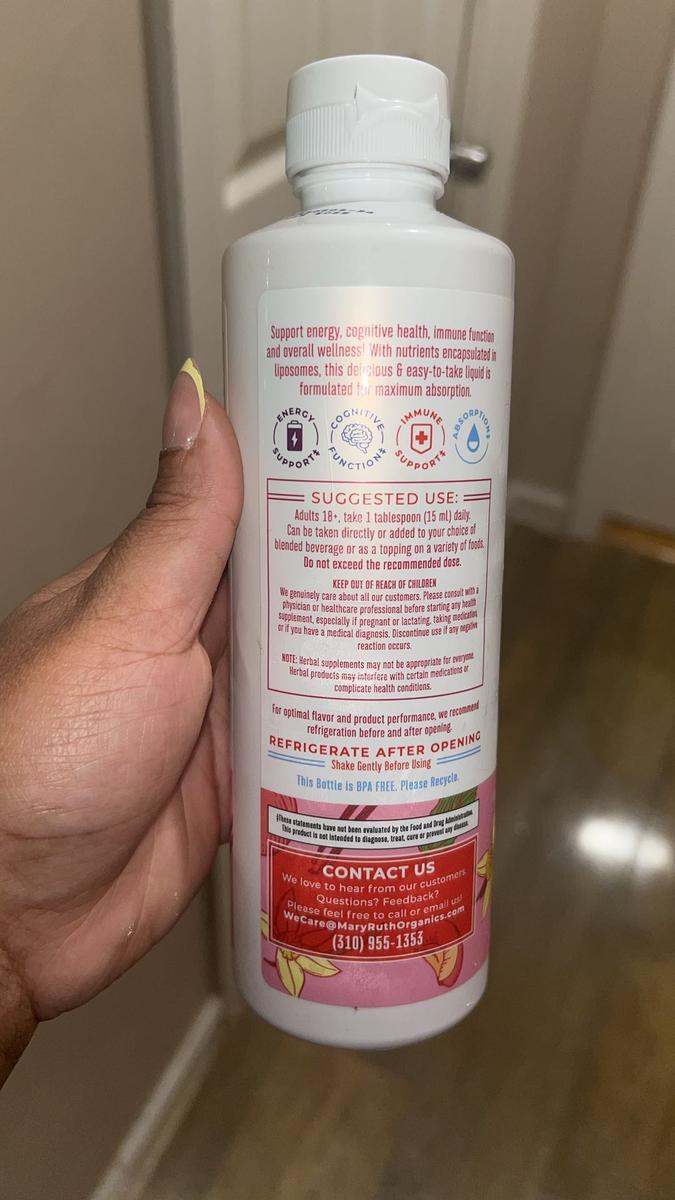 Support energy, cognitive health, immune function
and overall wellness! With nutrients encapsulated in
liposomes, this delicious & easy-to-take liquid is
formulated for maximum absorption.
ENERGY SUPPORT‡
COGNITIVE FUNCTION‡
IMMUNE SUPPORT‡
ABSORPTION‡
SUGGESTED USE:
Adults 18+, take 1 tablespoon (15 mL) daily.
Can be taken directly or added to your choice of
blended beverage or as a topping on a variety of foods.
Do not exceed the recommended dose.
KEEP OUT OF REACH OF CHILDREN
We genuinely care about all our customers. Please consult with a
physician or healthcare professional before starting any health
supplement, especially if pregnant or lactating, taking medication,
or if you have a medical diagnosis. Discontinue use if any negative
reaction occurs.
NOTE: Herbal supplements may not be appropriate for everyone.
Herbal products may interfere with certain medications or
complicate health conditions.
For optimal flavor and product performance, we recommend
refrigeration before and after opening.
REFRIGERATE AFTER OPENING
Shake Gently Before Using
This Bottle is BPA FREE. Please Recycle.
‡These statements have not been evaluated by the Food and Drug Administration.
This product is not intended to diagnose, treat, cure or prevent any disease.
CONTACT US
We love to hear from our customers.
Questions? Feedback?
Please feel free to call or email us!
WeCare@MaryRuthOrganics.com
(310) 955-1353